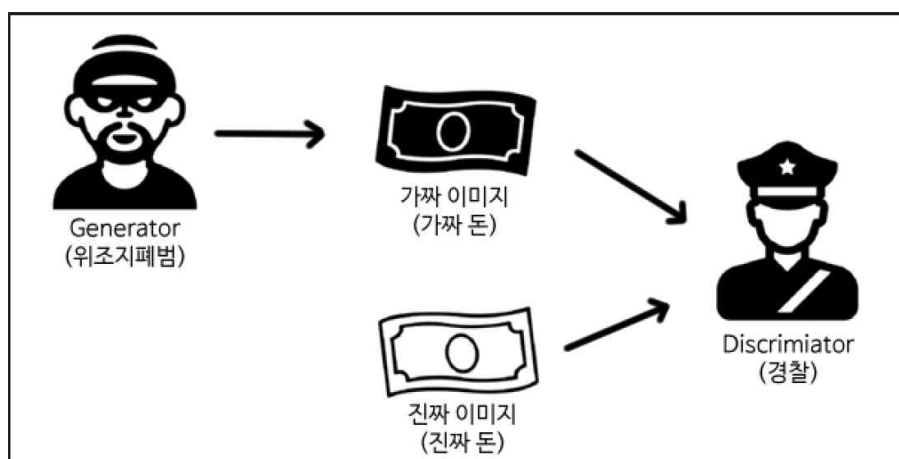 Generator
(위조지폐범)
가짜 이미지
(가짜 돈)
진짜 이미지
(진짜 돈)
Discrimiator
(경찰)